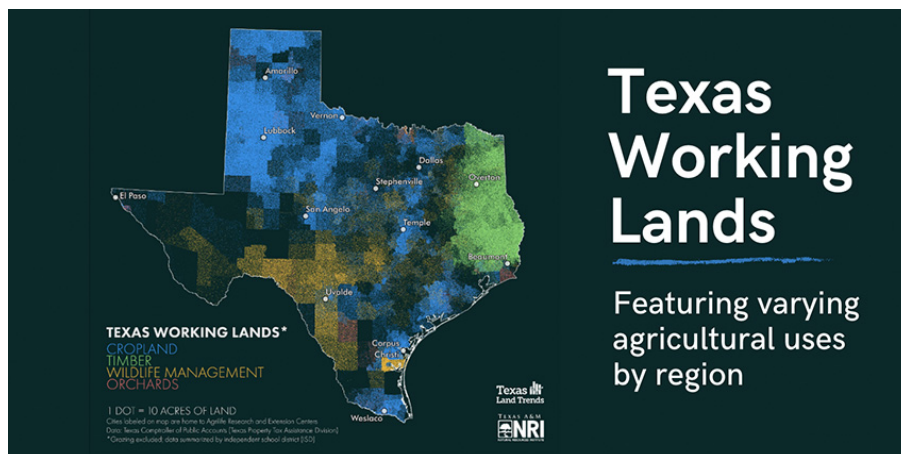 Texas
Working
Lands
Featuring varying
agricultural uses
by region
Amarillo
Lubbock
Vernon
Dallas
Stephenville
Overton
El Paso
San Angelo
Temple
Beaumont
Uvalde
Corpus
Christi
Weslaco
TEXAS WORKING LANDS*
CROPLAND
TIMBER
WILDLIFE MANAGEMENT
ORCHARDS
1 DOT = 10 ACRES OF LAND
Cities labeled on map are home to AgriLife Research and Extension Centers
Data: Texas Comptroller of Public Accounts (Texas Property Tax Assistance Division)
*Grazing excluded; data summarized by independent school district (ISD)
Texas
Land Trends
TEXAS A&M
NRI
NATURAL RESOURCES INSTITUTE